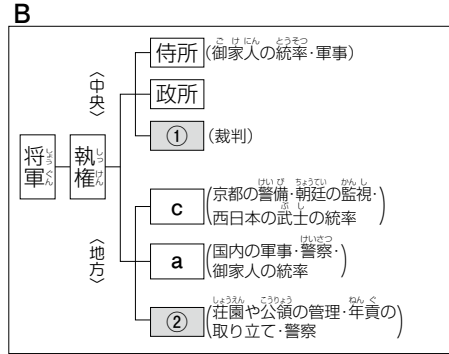 B
侍所(御家人の統率・軍事)
政所
①(裁判)
〈中央〉
将軍 執権
〈地方〉
c(京都の警備・朝廷の監視・
西日本の武士の統率)
a(国内の軍事・警察・
御家人の統率)
②(荘園や公領の管理・年貢の
取り立て・警察)